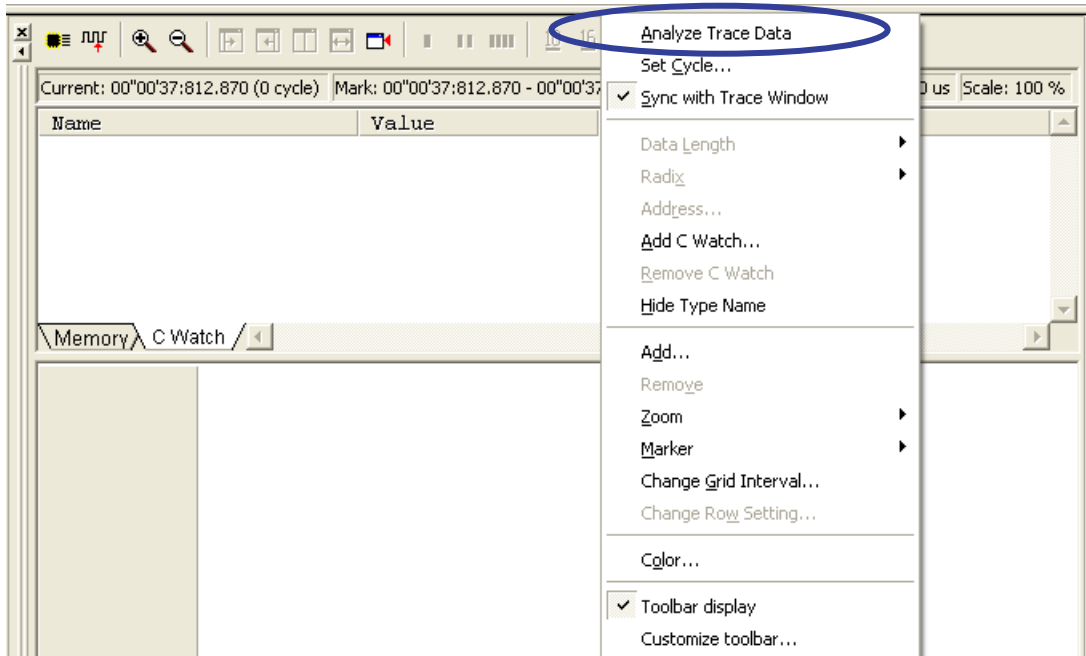 Current: 00"00'37:812.870 (0 cycle) Mark: 00"00'37:812.870 - 00"00'37
us Scale: 100 %
Name Value
Memory C Watch
Analyze Trace Data
Set Cycle...
Sync with Trace Window
Data Length
Radix
Address...
Add C Watch...
Remove C Watch
Hide Type Name
Add...
Remove
Zoom
Marker
Change Grid Interval...
Change Row Setting...
Color...
Toolbar display
Customize toolbar...